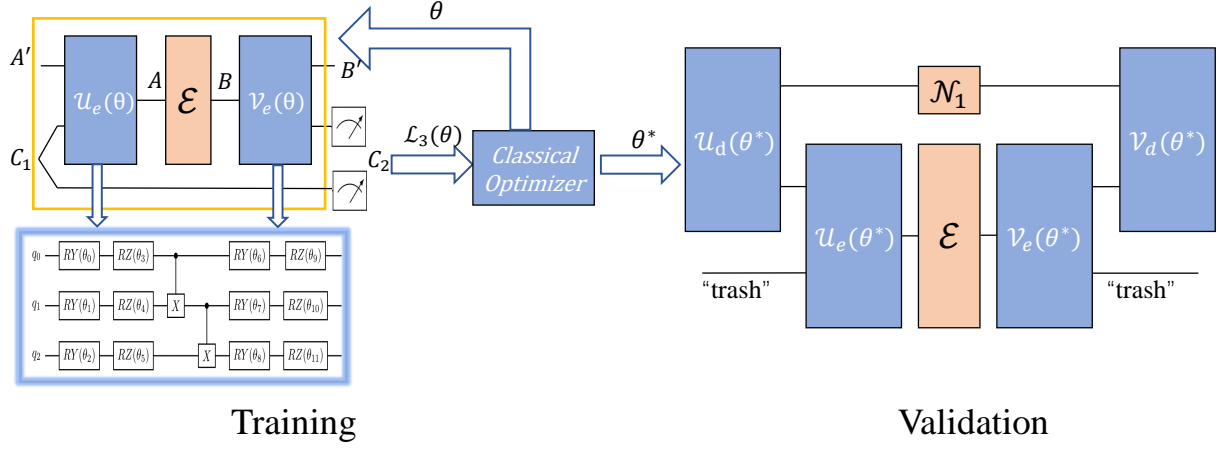 θ
A′
𝒰ₑ(θ)
A
ℰ
B
𝒱ₑ(θ)
B′
C₁
C₂
ℒ₃(θ)
Classical
Optimizer
θ*
𝒰_d(θ*)
𝒩₁
𝒱_d(θ*)
𝒰ₑ(θ*)
ℰ
𝒱ₑ(θ*)
“trash”
“trash”
q₀ RY(θ₀) RZ(θ₃) RY(θ₆) RZ(θ₉)
q₁ RY(θ₁) RZ(θ₄) X RY(θ₇) RZ(θ₁₀)
q₂ RY(θ₂) RZ(θ₅) X RY(θ₈) RZ(θ₁₁)
Training
Validation